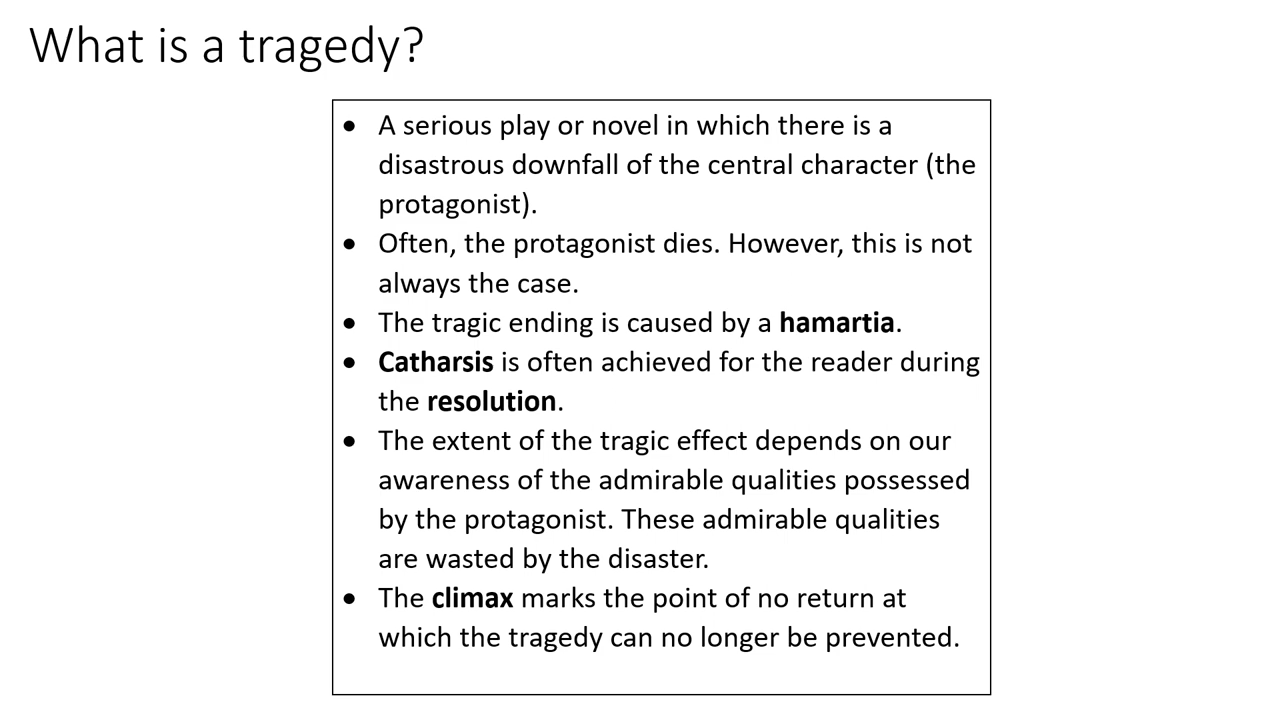 What is a tragedy?
• A serious play or novel in which there is a
disastrous downfall of the central character (the
protagonist).
• Often, the protagonist dies. However, this is not
always the case.
• The tragic ending is caused by a hamartia.
• Catharsis is often achieved for the reader during
the resolution.
• The extent of the tragic effect depends on our
awareness of the admirable qualities possessed
by the protagonist. These admirable qualities
are wasted by the disaster.
• The climax marks the point of no return at
which the tragedy can no longer be prevented.